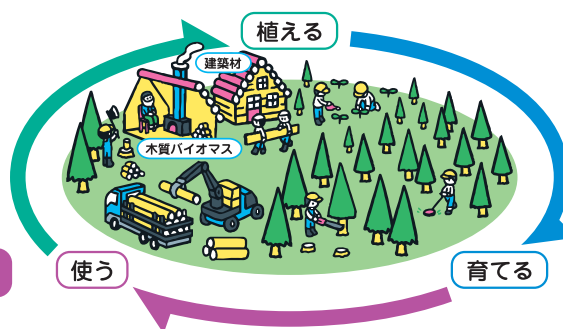 植える
建築材
木質バイオマス
使う
育てる